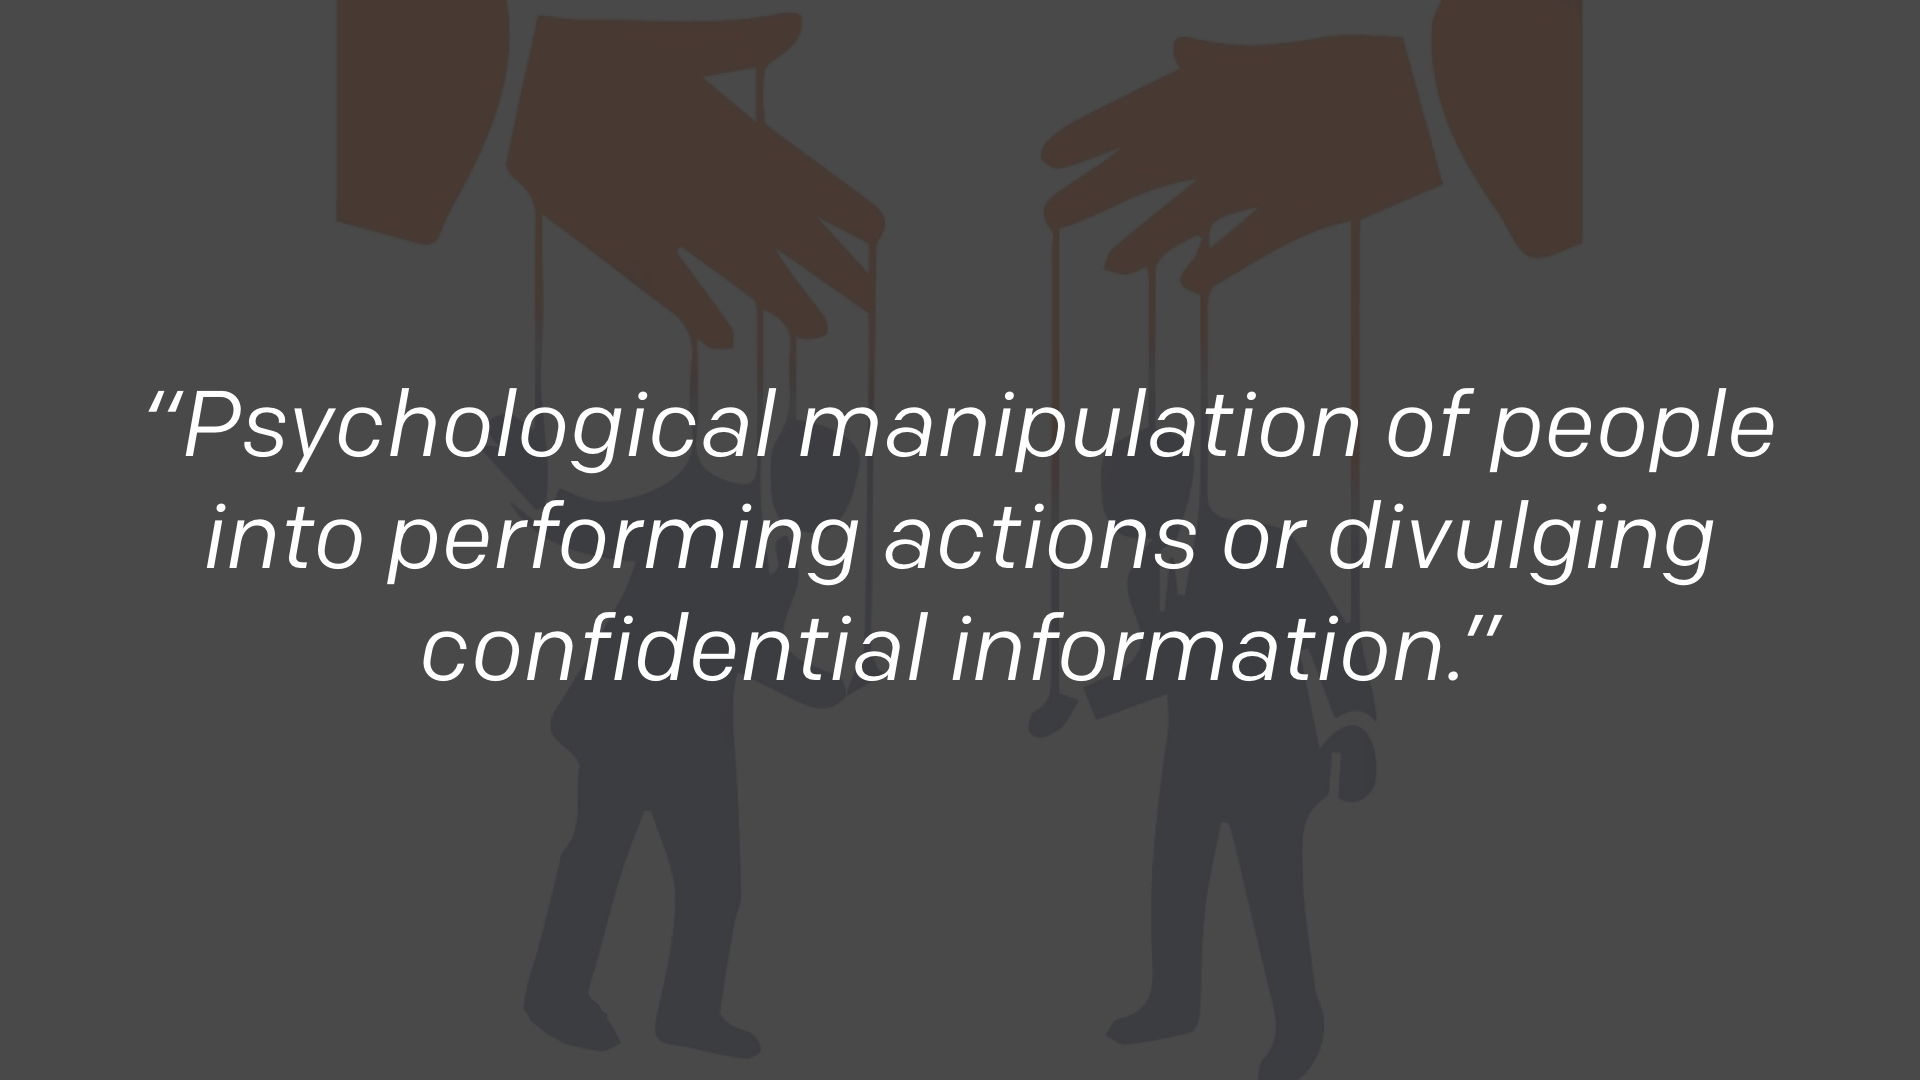 “Psychological manipulation of people
into performing actions or divulging
confidential information.”